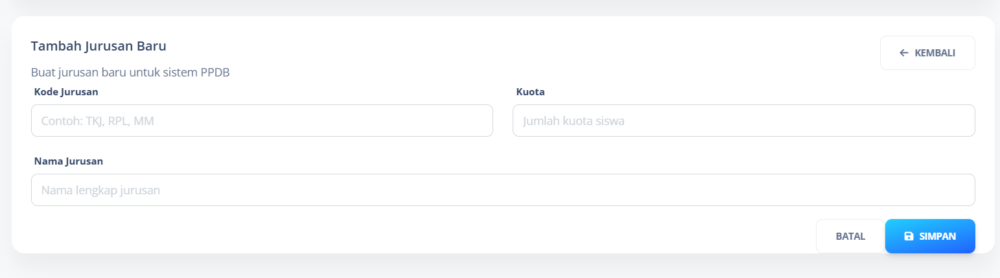 Tambah Jurusan Baru
KEMBALI
Buat jurusan baru untuk sistem PPDB
Kode Jurusan
Kuota
Contoh: TKJ, RPL, MM
Jumlah kuota siswa
Nama Jurusan
Nama lengkap jurusan
BATAL
SIMPAN